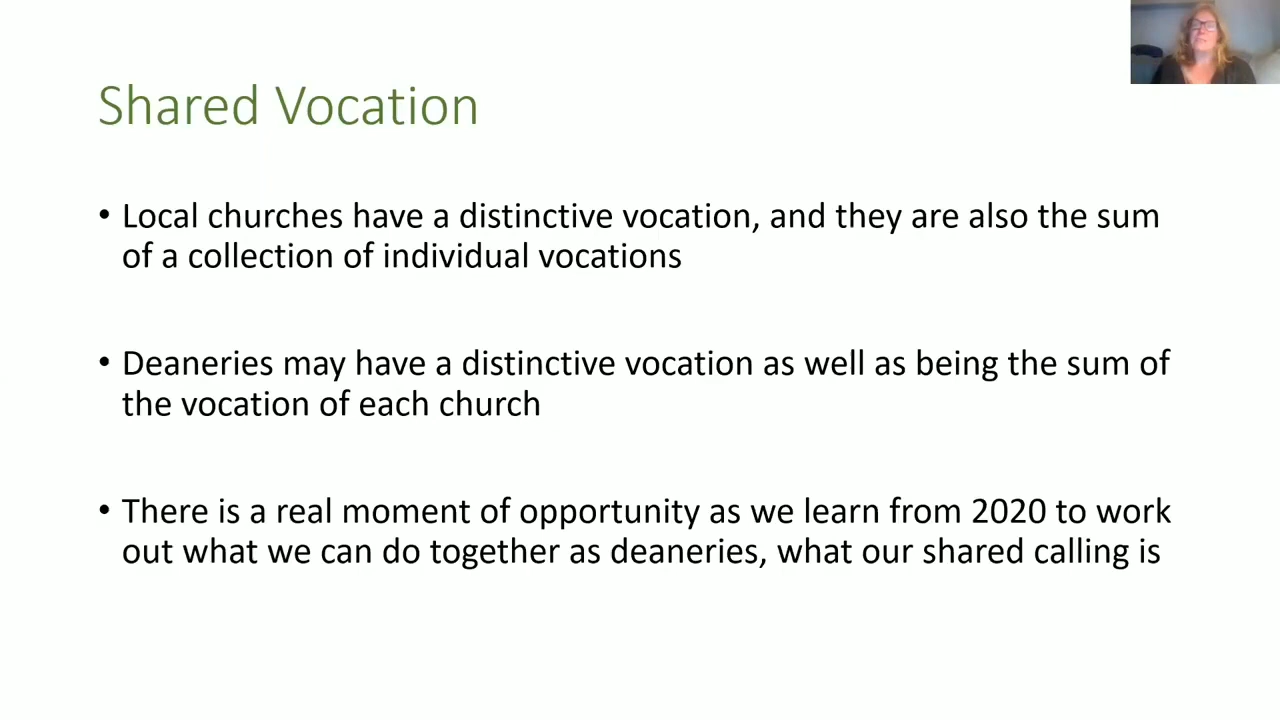 Shared Vocation
• Local churches have a distinctive vocation, and they are also the sum
of a collection of individual vocations
• Deaneries may have a distinctive vocation as well as being the sum of
the vocation of each church
• There is a real moment of opportunity as we learn from 2020 to work
out what we can do together as deaneries, what our shared calling is